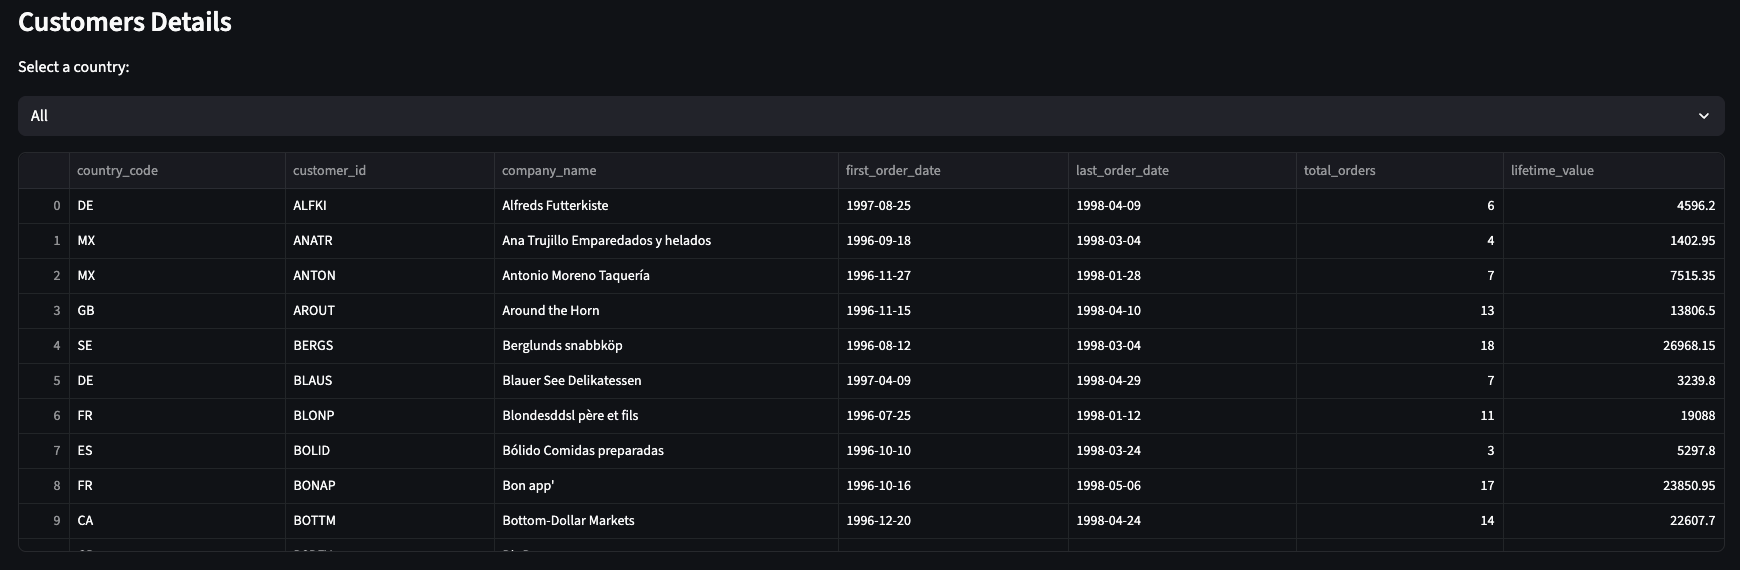 Customers Details
Select a country:
All
country_code customer_id company_name first_order_date last_order_date total_orders lifetime_value
0 DE ALFKI Alfreds Futterkiste 1997-08-25 1998-04-09 6 4596.2
1 MX ANATR Ana Trujillo Emparedados y helados 1996-09-18 1998-03-04 4 1402.95
2 MX ANTON Antonio Moreno Taquería 1996-11-27 1998-01-28 7 7515.35
3 GB AROUT Around the Horn 1996-11-15 1998-04-10 13 13806.5
4 SE BERGS Berglunds snabbköp 1996-08-12 1998-03-04 18 26968.15
5 DE BLAUS Blauer See Delikatessen 1997-04-09 1998-04-29 7 3239.8
6 FR BLONP Blondesddsl père et fils 1996-07-25 1998-01-12 11 19088
7 ES BOLID Bólido Comidas preparadas 1996-10-10 1998-03-24 3 5297.8
8 FR BONAP Bon app' 1996-10-16 1998-05-06 17 23850.95
9 CA BOTTM Bottom-Dollar Markets 1996-12-20 1998-04-24 14 22607.7